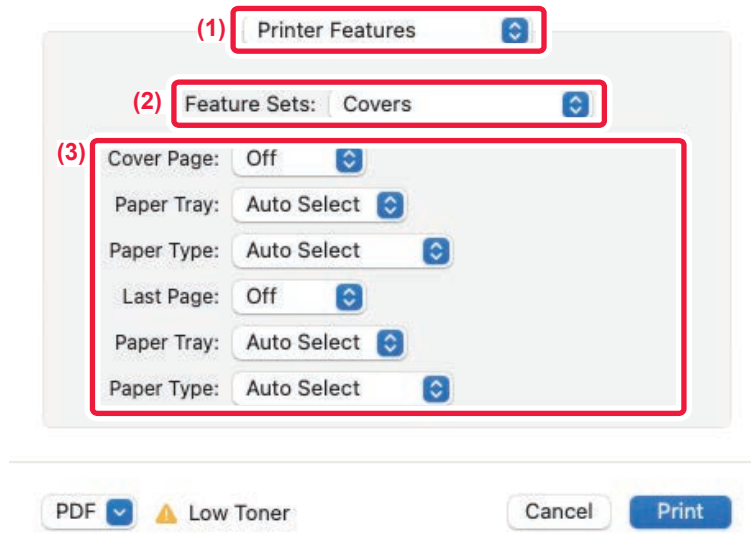 (1) Printer Features
(2) Feature Sets: Covers
(3) Cover Page: Off
Paper Tray: Auto Select
Paper Type: Auto Select
Last Page: Off
Paper Tray: Auto Select
Paper Type: Auto Select
PDF Low Toner Cancel Print